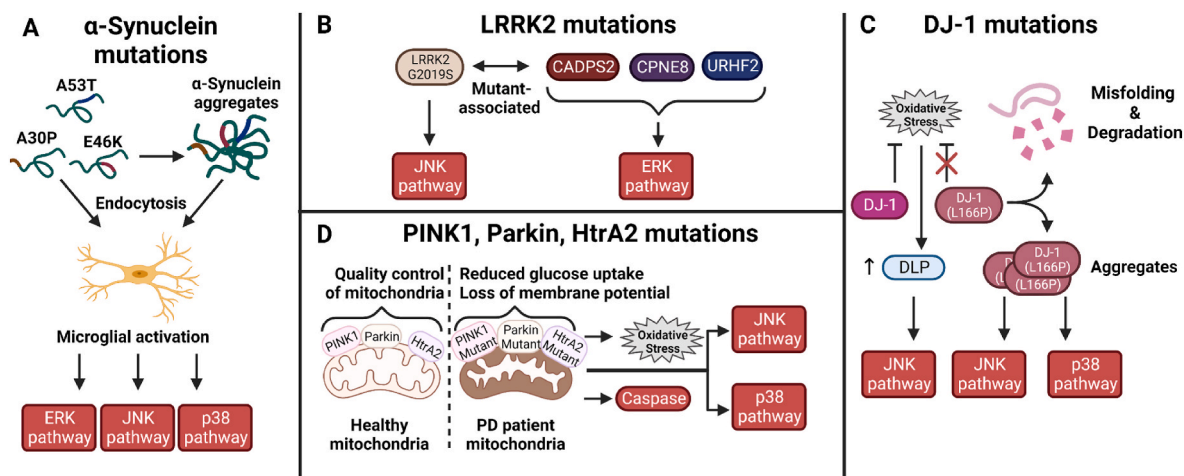 A
α-Synuclein
mutations
A53T
α-Synuclein
aggregates
A30P
E46K
Endocytosis
Microglial activation
ERK
pathway
JNK
pathway
p38
pathway
B
LRRK2 mutations
LRRK2
G2019S
Mutant-
associated
CADPS2
CPNE8
URHF2
JNK
pathway
ERK
pathway
C
DJ-1 mutations
Oxidative
Stress
Misfolding
&
Degradation
DJ-1
DJ-1
(L166P)
↑ DLP
DJ-1
(L166P)
D
(L
(L166P)
Aggregates
JNK
pathway
JNK
pathway
p38
pathway
D
PINK1, Parkin, HtrA2 mutations
Quality control
of mitochondria
Reduced glucose uptake
Loss of membrane potential
PINK1
Parkin
HtrA2
PINK1
Mutant
Parkin
Mutant
HtrA2
Mutant
Oxidative
Stress
Caspase
JNK
pathway
p38
pathway
Healthy
mitochondria
PD patient
mitochondria